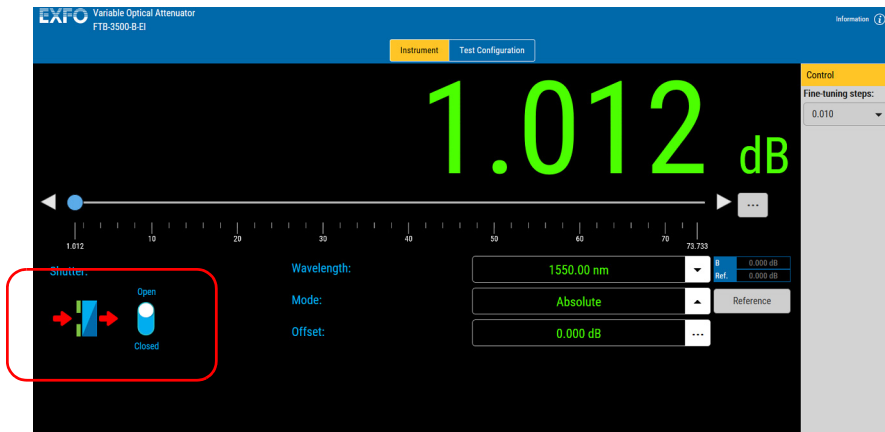 EXFO Variable Optical Attenuator
FTB-3500-B-EI
Information i
Instrument Test Configuration
Control
Fine-tuning steps:
0.010
1.012 dB
...
1.012 10 20 30 40 50 60 70 73.733
Shutter:
Open
Closed
Wavelength: 1550.00 nm
B 0.000 dB
Ref. 0.000 dB
Mode: Absolute
Reference
Offset: 0.000 dB ...